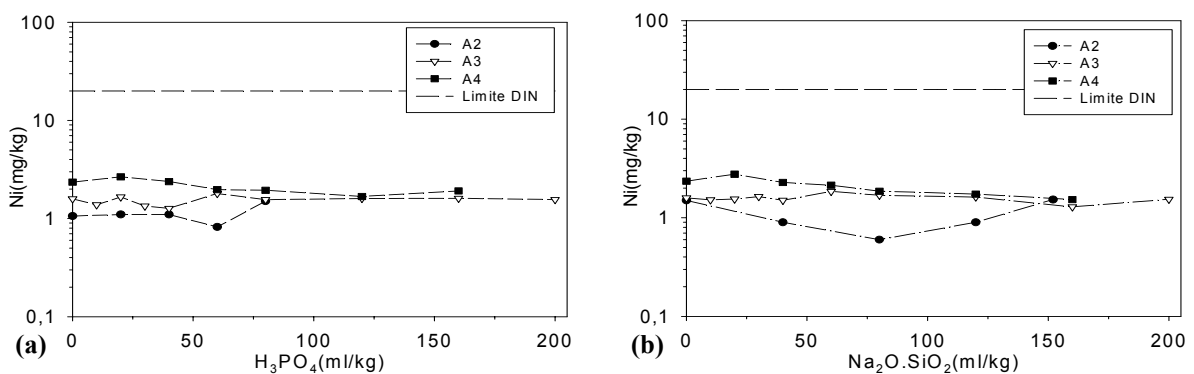 100
10
1
0,1
Ni(mg/kg)
A2
A3
A4
Limite DIN
0 50 100 150 200
H₃PO₄(ml/kg)
(a)
100
10
1
0,1
Ni(mg/kg)
A2
A3
A4
Limite DIN
0 50 100 150 200
Na₂O.SiO₂(ml/kg)
(b)